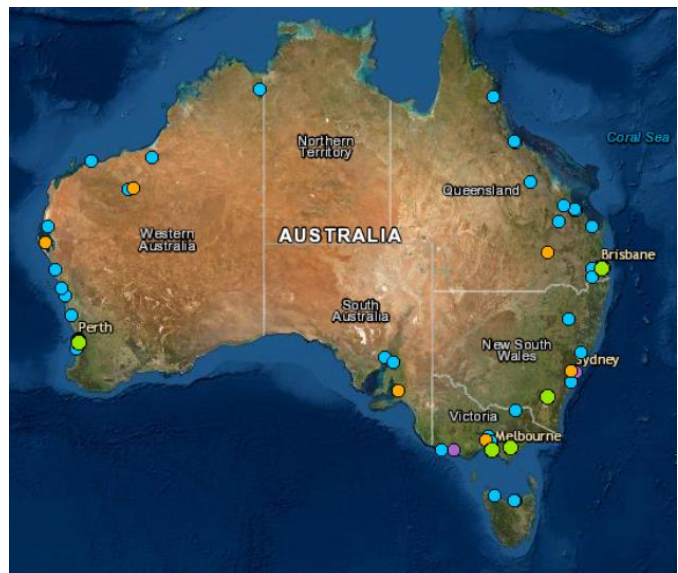 Northern
Territory
Coral Sea
Queensland
Western
Australia
AUSTRALIA
Brisbane
South
Australia
Perth
New South
Wales
Sydney
Victoria
Melbourne